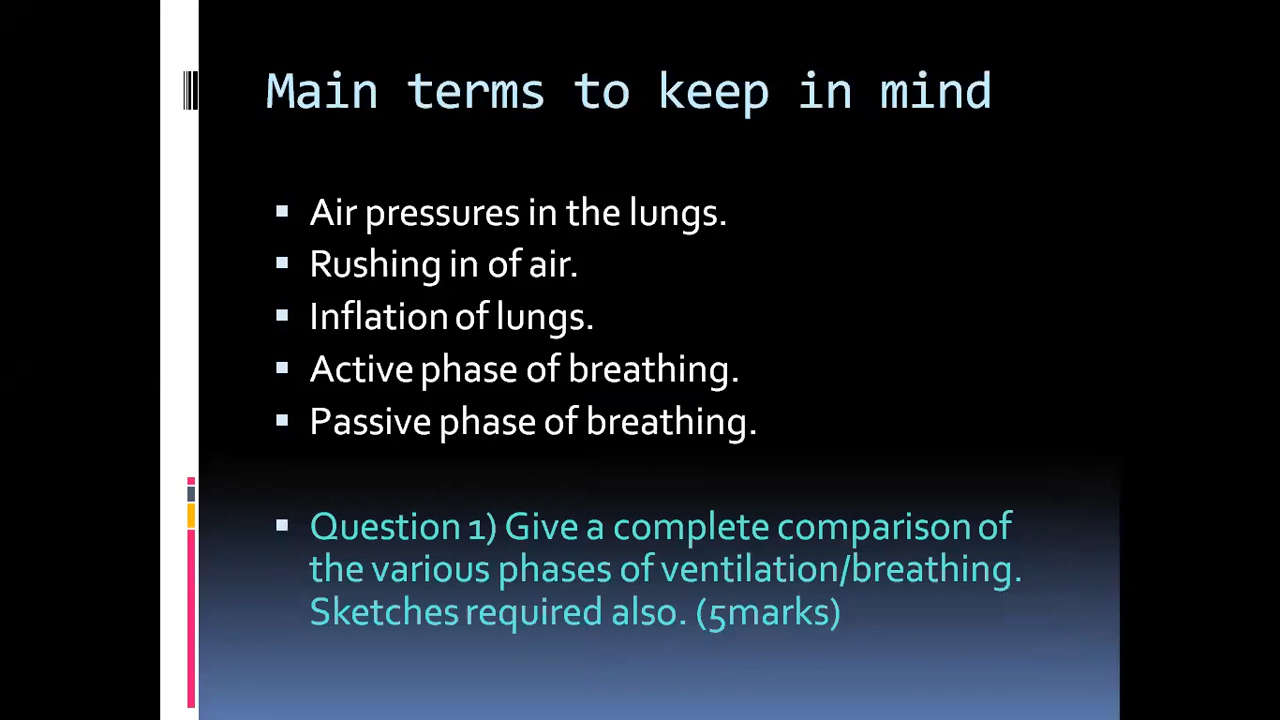 Main terms to keep in mind
Air pressures in the lungs.
Rushing in of air.
Inflation of lungs.
Active phase of breathing.
Passive phase of breathing.
Question 1) Give a complete comparison of
the various phases of ventilation/breathing.
Sketches required also. (5marks)